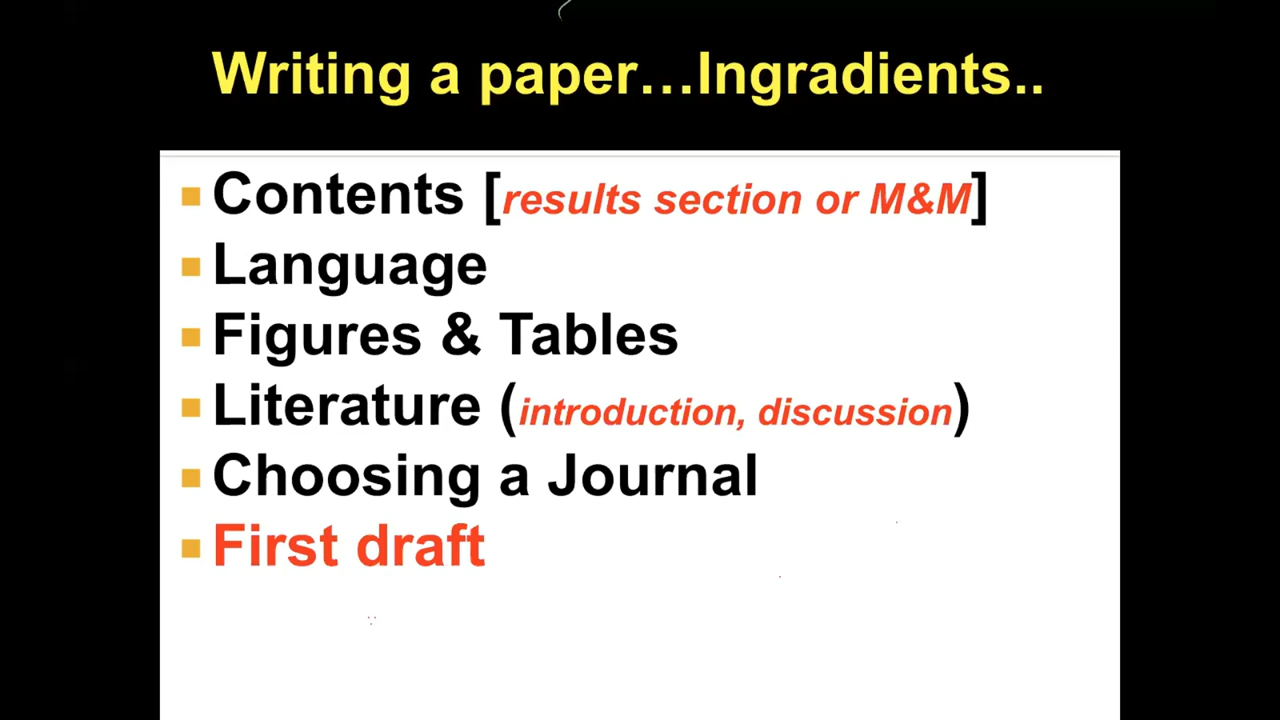 Writing a paper…Ingradients..
Contents [results section or M&M]
Language
Figures & Tables
Literature (introduction, discussion)
Choosing a Journal
First draft